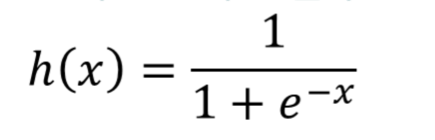 h(x) = 1 / (1 + e^{-x})